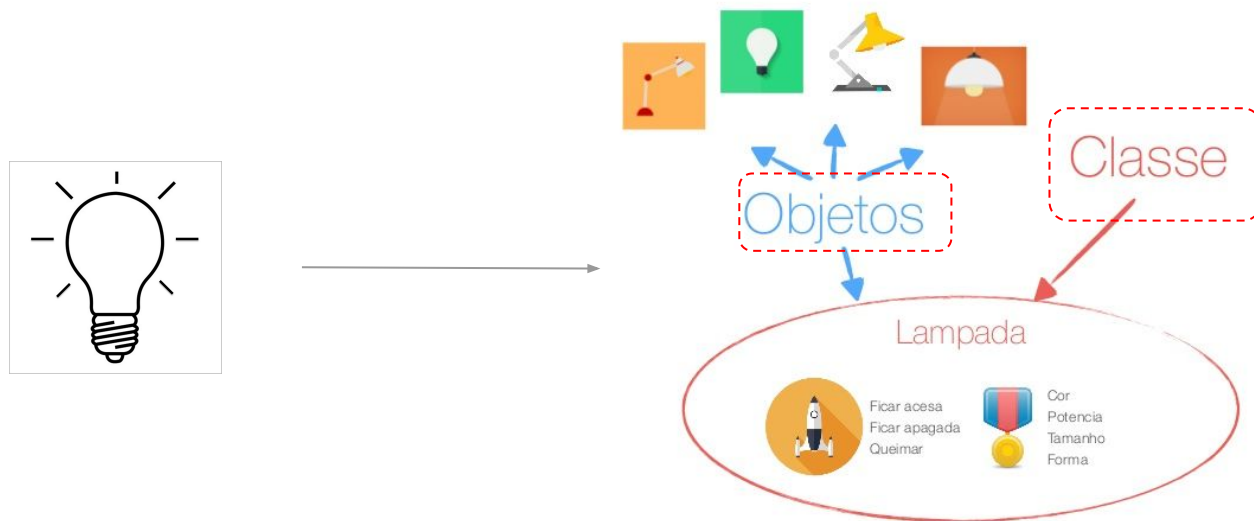 Classe
Objetos
Lampada
Ficar acesa
Ficar apagada
Queimar
Cor
Potencia
Tamanho
Forma